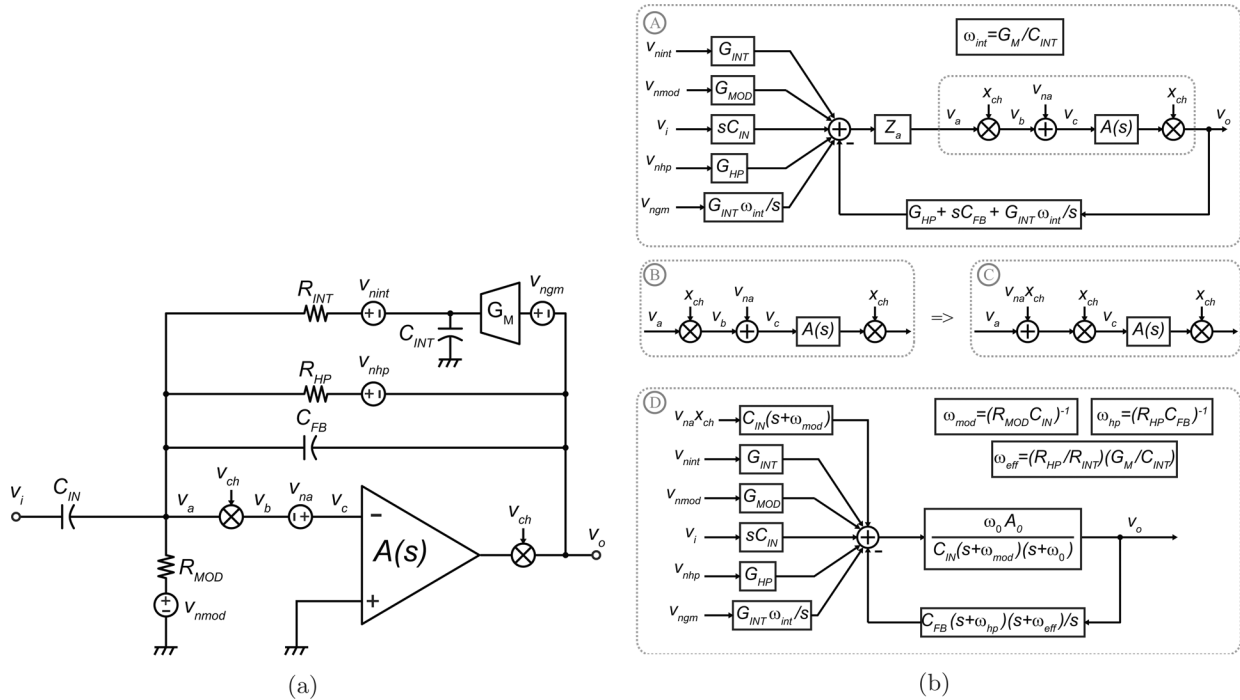 R_INT
v_nint
v_ngm
G_M
C_INT
R_HP
v_nhp
C_FB
v_ch
v_i
C_IN
v_a
v_b
v_na
v_c
−
A(s)
+
v_ch
v_o
R_MOD
v_nmod
(a)
A
ω_int=G_M/C_INT
v_nint
G_INT
v_nmod
G_MOD
v_i
sC_IN
v_nhp
G_HP
v_ngm
G_INT ω_int/s
-
Z_a
v_a
x_ch
v_b
v_na
v_c
A(s)
x_ch
v_o
G_HP + sC_FB + G_INT ω_int/s
B
v_a
x_ch
v_b
v_na
v_c
A(s)
x_ch
=>
C
v_na x_ch
v_a
x_ch
v_c
A(s)
x_ch
D
v_na x_ch
C_IN(s+ω_mod)
ω_mod=(R_MOD C_IN)^-1
ω_hp=(R_HP C_FB)^-1
ω_eff=(R_HP/R_INT)(G_M/C_INT)
v_nint
G_INT
v_nmod
G_MOD
v_i
sC_IN
v_nhp
G_HP
v_ngm
G_INT ω_int/s
-
ω_0 A_0
C_IN(s+ω_mod)(s+ω_0)
v_o
C_FB(s+ω_hp)(s+ω_eff)/s
(b)